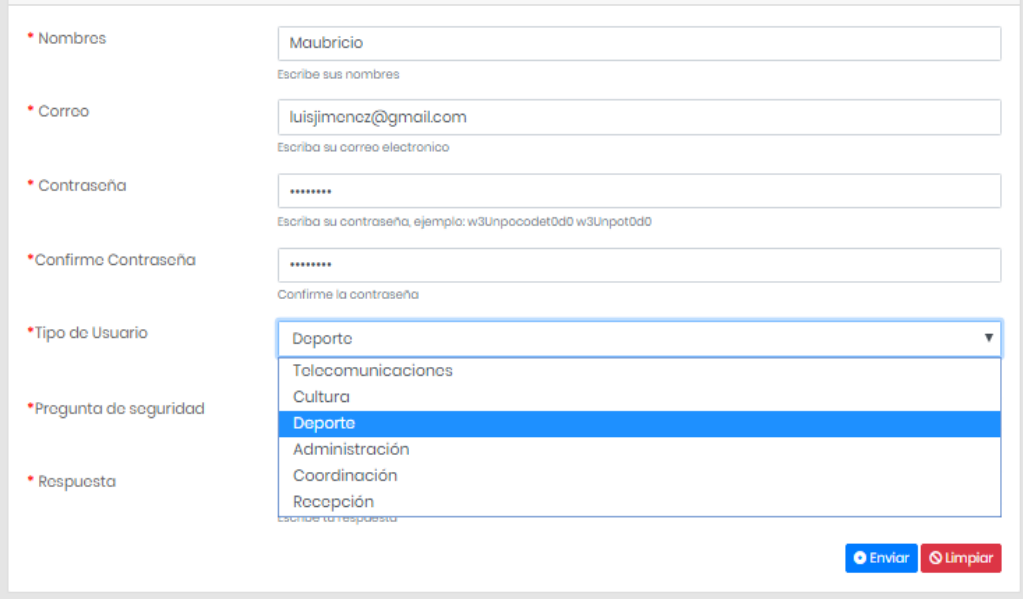 * Nombres
Maubricio
Escribe sus nombres
* Correo
luisjimenez@gmail.com
Escriba su correo electronico
* Contraseña
••••••••
Escriba su contraseña, ejemplo: w3Unpocodet0d0 w3Unpot0d0
*Confirme Contraseña
••••••••
Confirme la contraseña
*Tipo de Usuario
Deporte
Telecomunicaciones
Cultura
Deporte
*Pregunta de seguridad
Administración
Coordinación
* Respuesta
Recepción
Escribe tu respuesta
Enviar
Limpiar